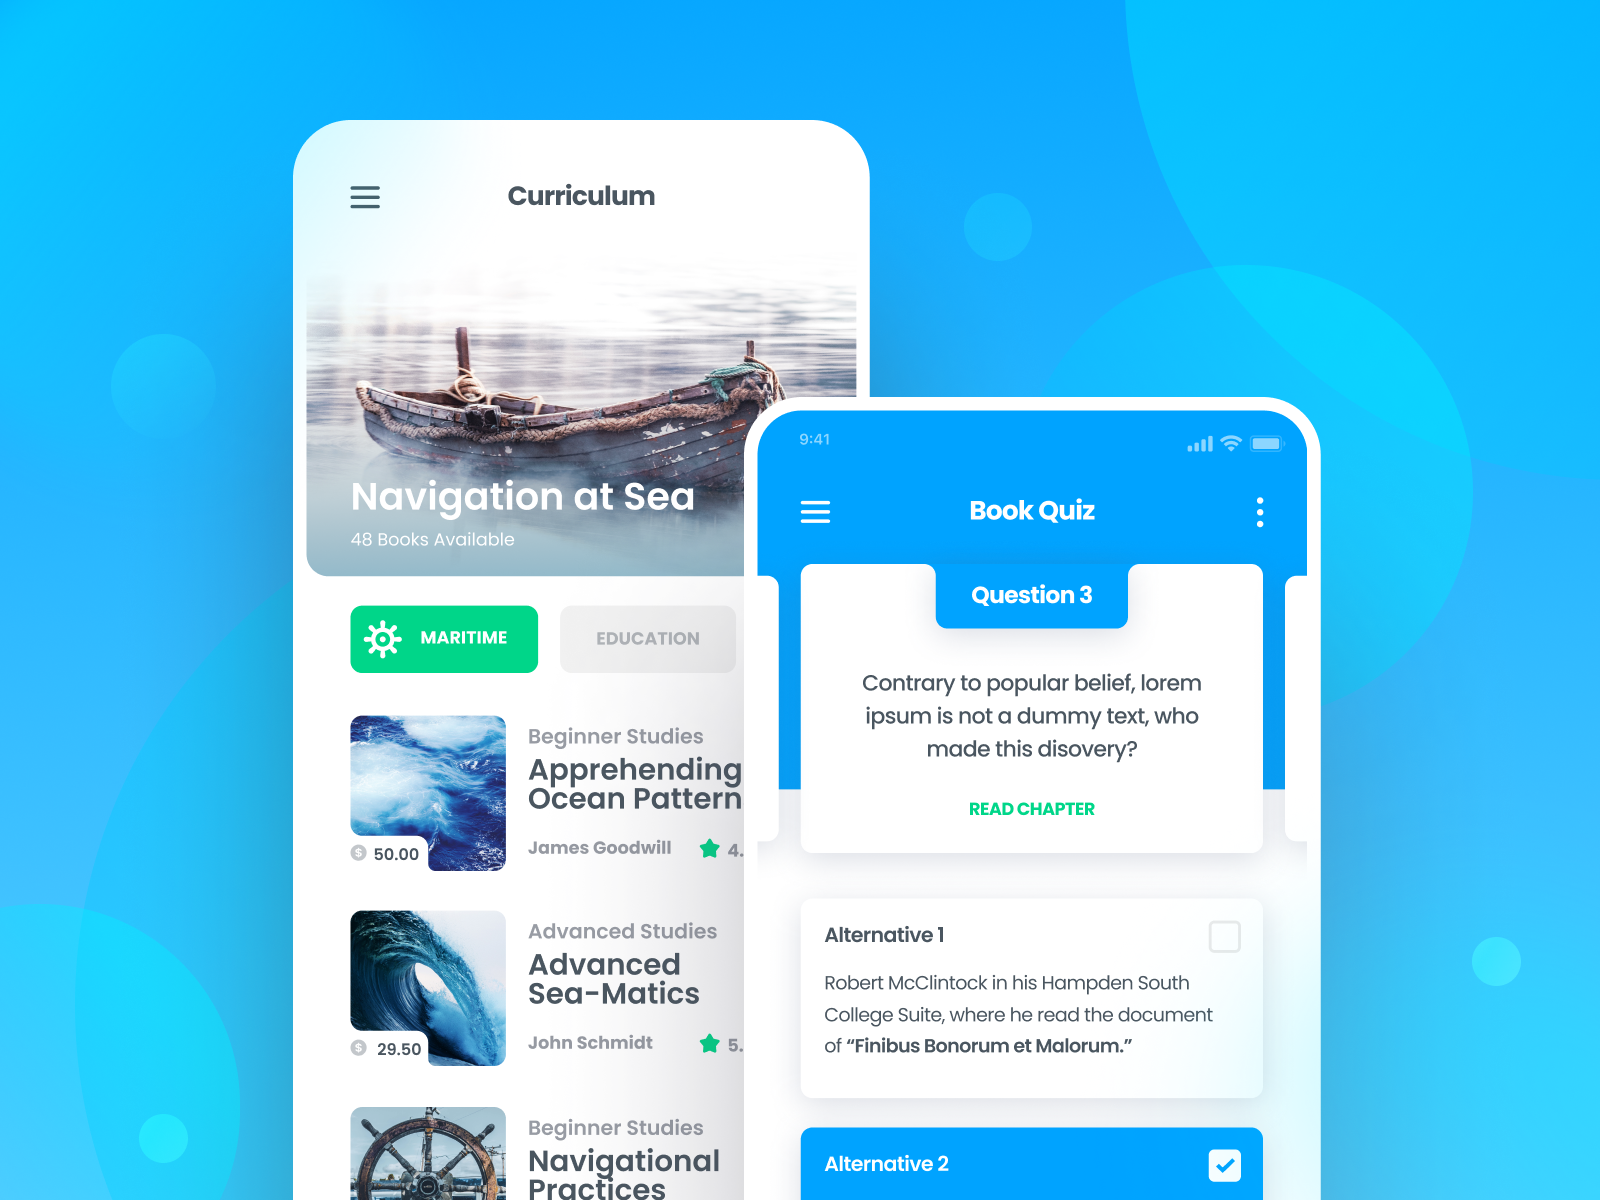 Curriculum
Navigation at Sea
48 Books Available
MARITIME
EDUCATION
Beginner Studies
Apprehending
Ocean Pattern
James Goodwill
4.
$ 50.00
Advanced Studies
Advanced
Sea-Matics
John Schmidt
5.
$ 29.50
Beginner Studies
Navigational
Practices
9:41
Book Quiz
Question 3
Contrary to popular belief, lorem
ipsum is not a dummy text, who
made this disovery?
READ CHAPTER
Alternative 1
Robert McClintock in his Hampden South
College Suite, where he read the document
of “Finibus Bonorum et Malorum.”
Alternative 2